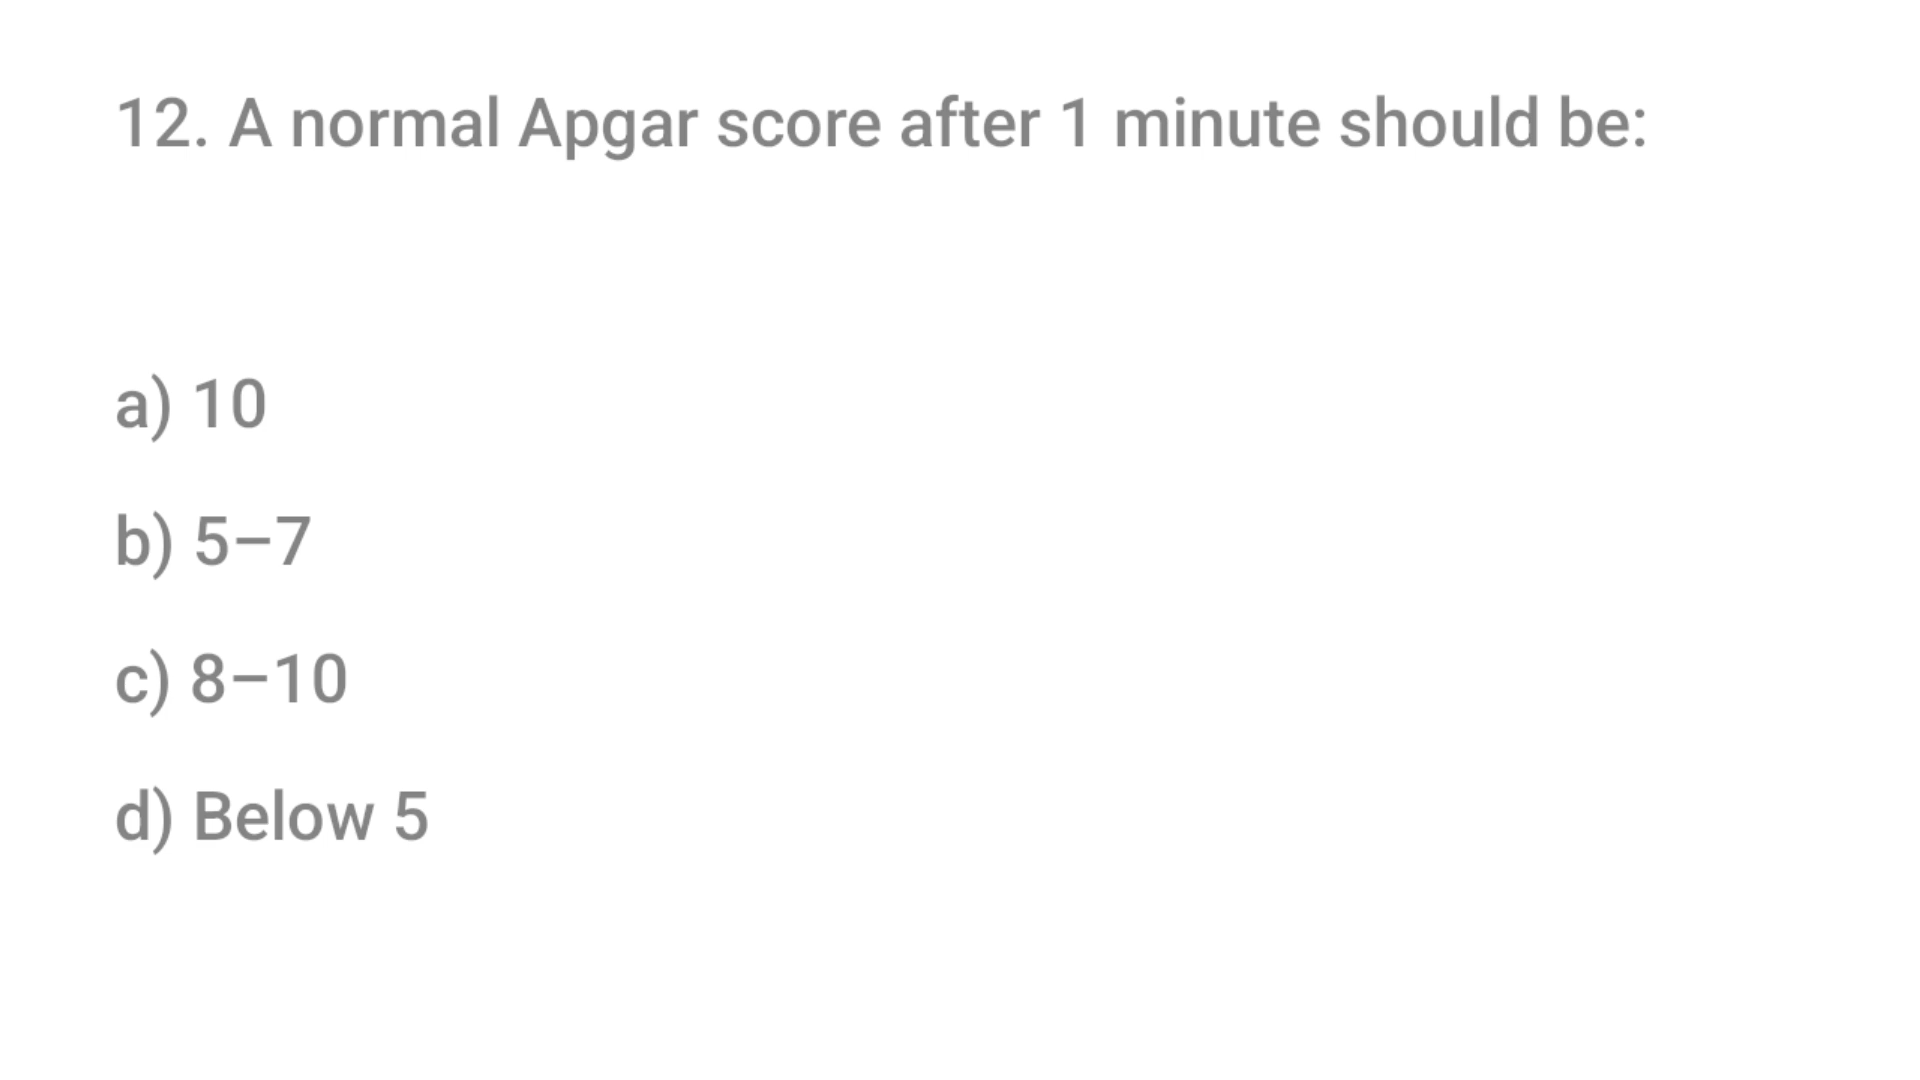 12. A normal Apgar score after 1 minute should be:
a) 10
b) 5–7
c) 8–10
d) Below 5